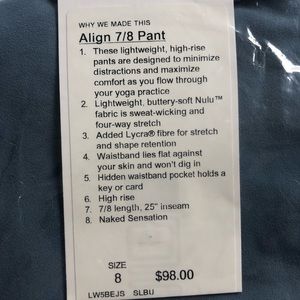 WHY WE MADE THIS
Align 7/8 Pant
1. These lightweight, high-rise
pants are designed to minimize
distractions and maximize
comfort as you flow through
your yoga practice
2. Lightweight, buttery-soft Nulu™
fabric is sweat-wicking and
four-way stretch
3. Added Lycra® fibre for stretch
and shape retention
4. Waistband lies flat against
your skin and won't dig in
5. Hidden waistband pocket holds a
key or card
6. High rise
7. 7/8 length, 25" inseam
8. Naked Sensation
SIZE
8 $98.00
LW5BEJS SLBU